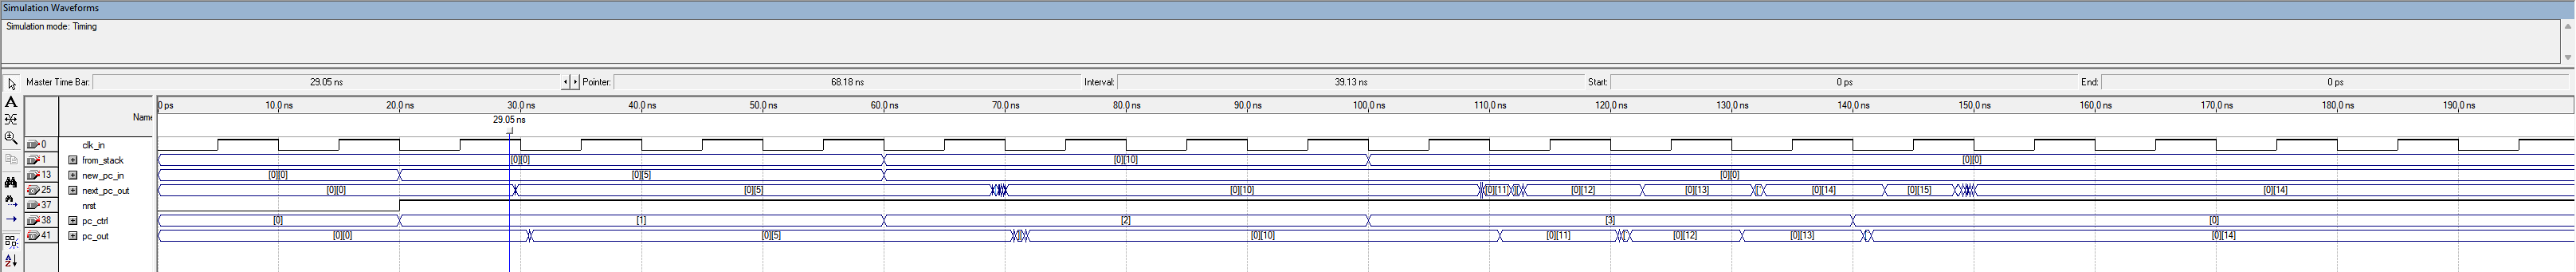 Simulation Waveforms
Simulation mode: Timing
Master Time Bar: 29.05 ns Pointer: 68.18 ns Interval: 39.13 ns Start: 0 ps End: 0 ps
Name 0 ps 10.0 ns 20.0 ns 30.0 ns 40.0 ns 50.0 ns 60.0 ns 70.0 ns 80.0 ns 90.0 ns 100.0 ns 110.0 ns 120.0 ns 130.0 ns 140.0 ns 150.0 ns 160.0 ns 170.0 ns 180.0 ns 190.0 ns
29.05 ns
0 clk_in
1 from_stack [0][0] [0][10] [0][0]
13 new_pc_in [0][0] [0][5] [0][0]
25 next_pc_out [0][0] [0][5] [0][10] [0][11] [0][12] [0][13] [0][14] [0][15] [0][14]
37 nrst
38 pc_ctrl [0] [1] [2] [3] [0]
41 pc_out [0][0] [0][5] [0][10] [0][11] [0][12] [0][13] [0][14]